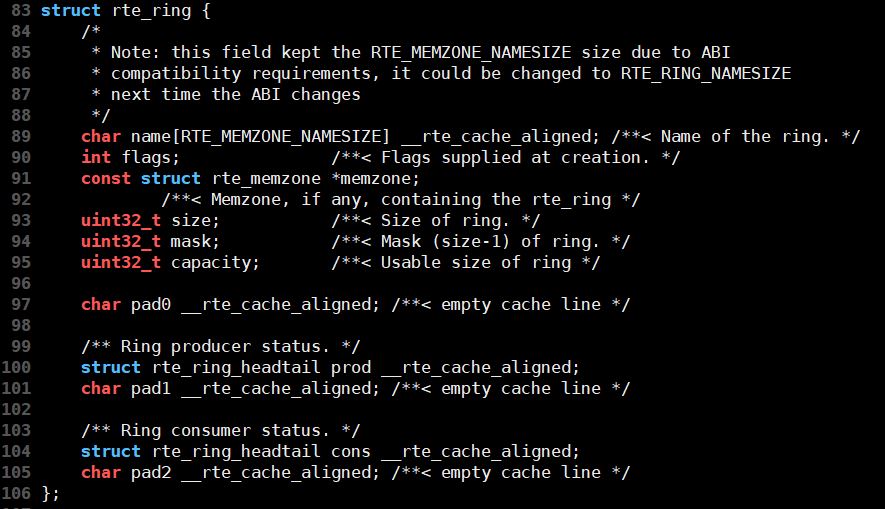 83 struct rte_ring {
84     /*
85      * Note: this field kept the RTE_MEMZONE_NAMESIZE size due to ABI
86      * compatibility requirements, it could be changed to RTE_RING_NAMESIZE
87      * next time the ABI changes
88      */
89     char name[RTE_MEMZONE_NAMESIZE] __rte_cache_aligned; /**< Name of the ring. */
90     int flags;               /**< Flags supplied at creation. */
91     const struct rte_memzone *memzone;
92             /**< Memzone, if any, containing the rte_ring */
93     uint32_t size;           /**< Size of ring. */
94     uint32_t mask;           /**< Mask (size-1) of ring. */
95     uint32_t capacity;       /**< Usable size of ring */
96
97     char pad0 __rte_cache_aligned; /**< empty cache line */
98
99     /** Ring producer status. */
100     struct rte_ring_headtail prod __rte_cache_aligned;
101     char pad1 __rte_cache_aligned; /**< empty cache line */
102
103     /** Ring consumer status. */
104     struct rte_ring_headtail cons __rte_cache_aligned;
105     char pad2 __rte_cache_aligned; /**< empty cache line */
106 };